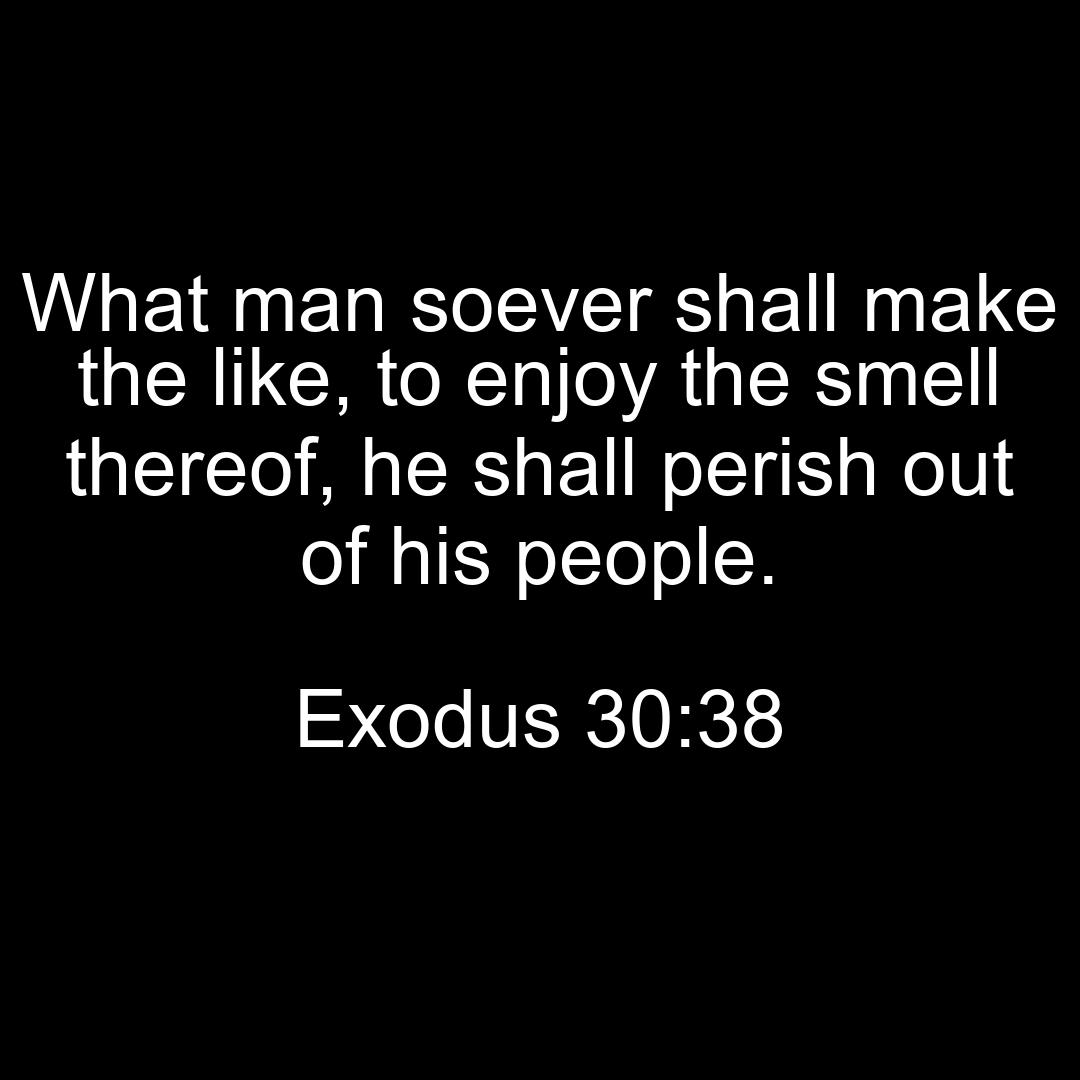 What man soever shall make
the like, to enjoy the smell
thereof, he shall perish out
of his people.
Exodus 30:38